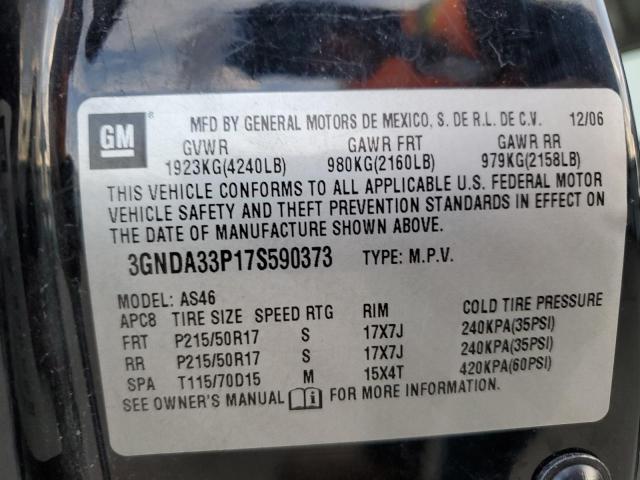 GM ®
MFD BY GENERAL MOTORS DE MEXICO, S. DE R.L. DE C.V. 12/06
GVWR GAWR FRT GAWR RR
1923KG(4240LB) 980KG(2160LB) 979KG(2158LB)
THIS VEHICLE CONFORMS TO ALL APPLICABLE U.S. FEDERAL MOTOR
VEHICLE SAFETY AND THEFT PREVENTION STANDARDS IN EFFECT ON
THE DATE OF MANUFACTURE SHOWN ABOVE.
3GNDA33P17S590373 TYPE: M.P.V.
MODEL: AS46
APC8 TIRE SIZE SPEED RTG RIM COLD TIRE PRESSURE
FRT P215/50R17 S 17X7J 240KPA(35PSI)
RR P215/50R17 S 17X7J 240KPA(35PSI)
SPA T115/70D15 M 15X4T 420KPA(60PSI)
SEE OWNER'S MANUAL i FOR MORE INFORMATION.